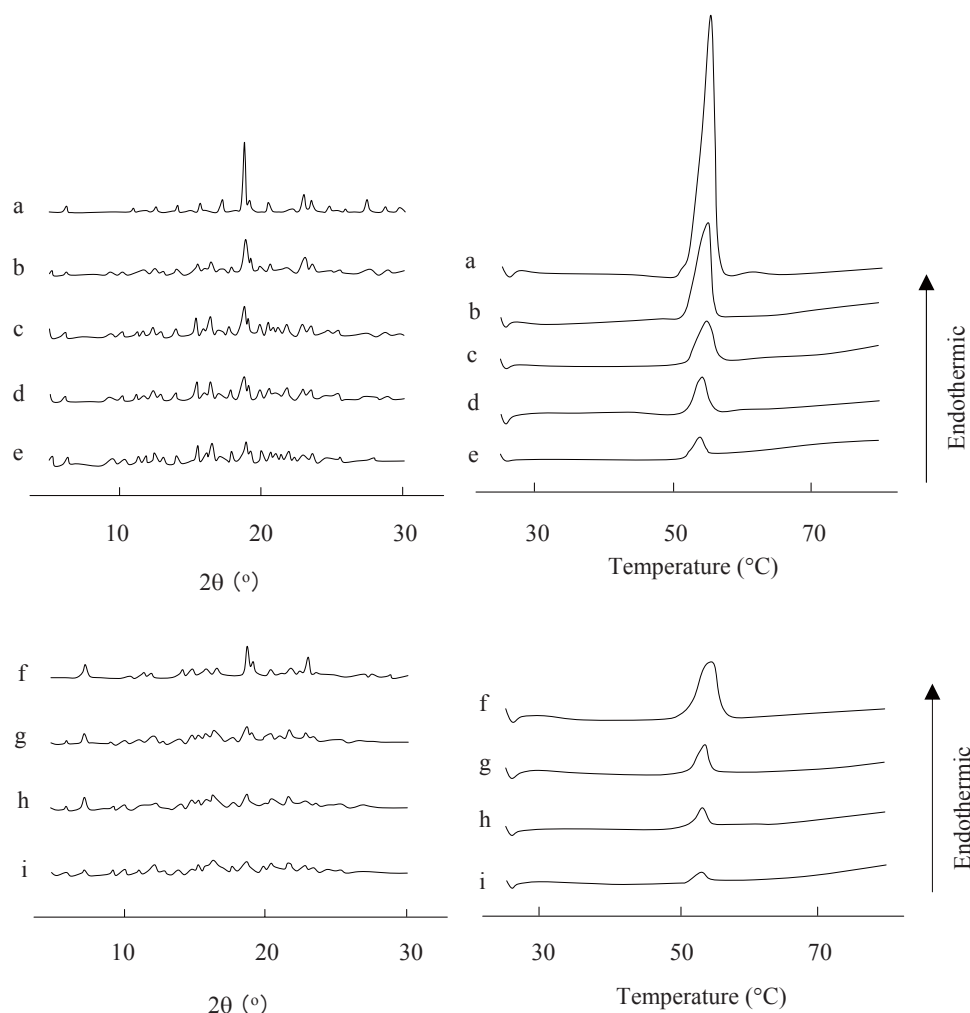 a
b
c
d
e
10 20 30
2θ (°)
a
b
c
d
e
30 50 70
Temperature (°C)
Endothermic
f
g
h
i
10 20 30
2θ (°)
f
g
h
i
30 50 70
Temperature (°C)
Endothermic